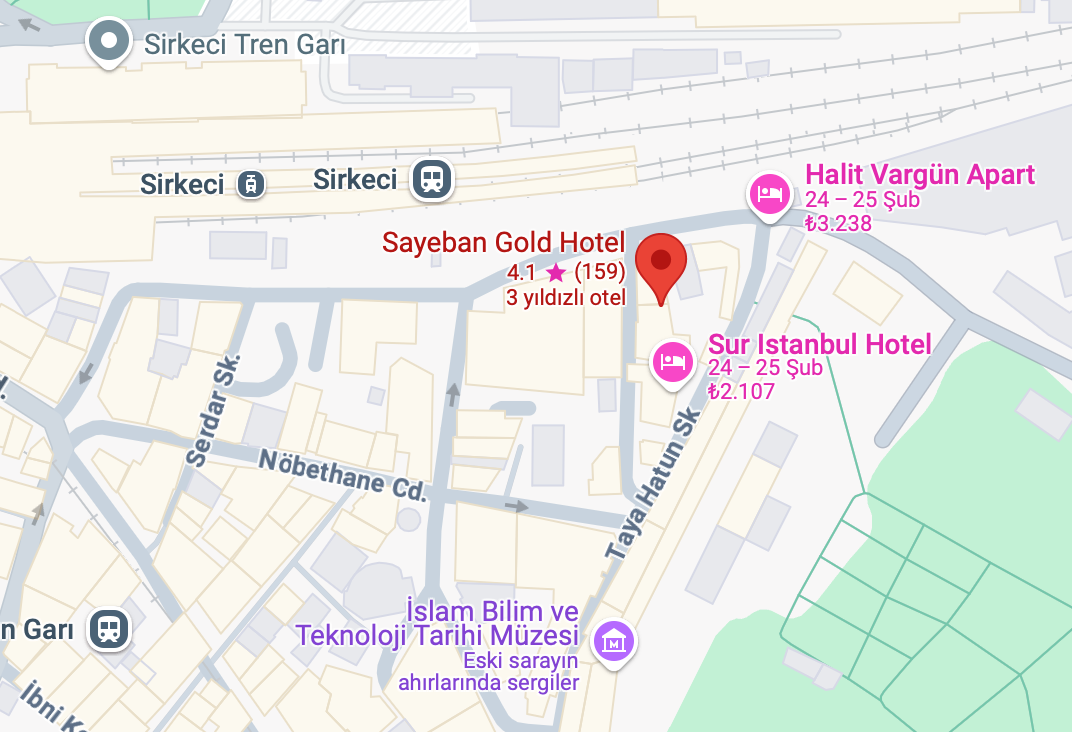 Sirkeci Tren Garı
Sirkeci
Sirkeci
Halit Vargün Apart
24 – 25 Şub
₺3.238
Sayeban Gold Hotel
4.1 ★ (159)
3 yıldızlı otel
Sur Istanbul Hotel
24 – 25 Şub
₺2.107
Serdar Sk.
Nöbethane Cd.
Taya Hatun Sk
İslam Bilim ve
Teknoloji Tarihi Müzesi
Eski sarayın
ahırlarında sergiler
M
n Garı
İbni K